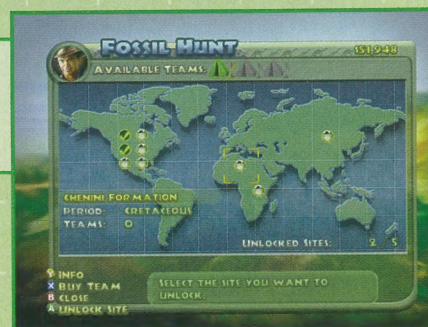 FOSSIL HUNT
$51,948
AVAILABLE TEAMS:
CHENINI FORMATION
PERIOD: CRETACEOUS
TEAMS: 0
UNLOCKED SITES: 2 / 5
Y INFO
X BUY TEAM
B CLOSE
A UNLOCK SITE
SELECT THE SITE YOU WANT TO
UNLOCK.